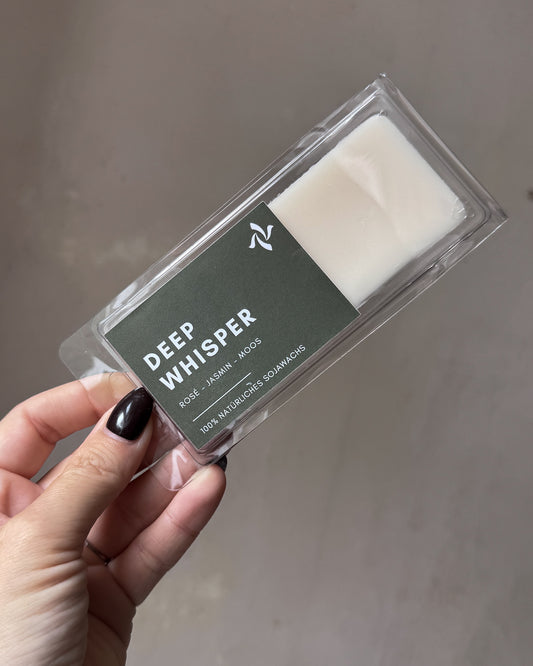 DEEP
WHISPER
ROSÉ - JASMIN - MOOS
100% NATÜRLICHES SOJAWACHS